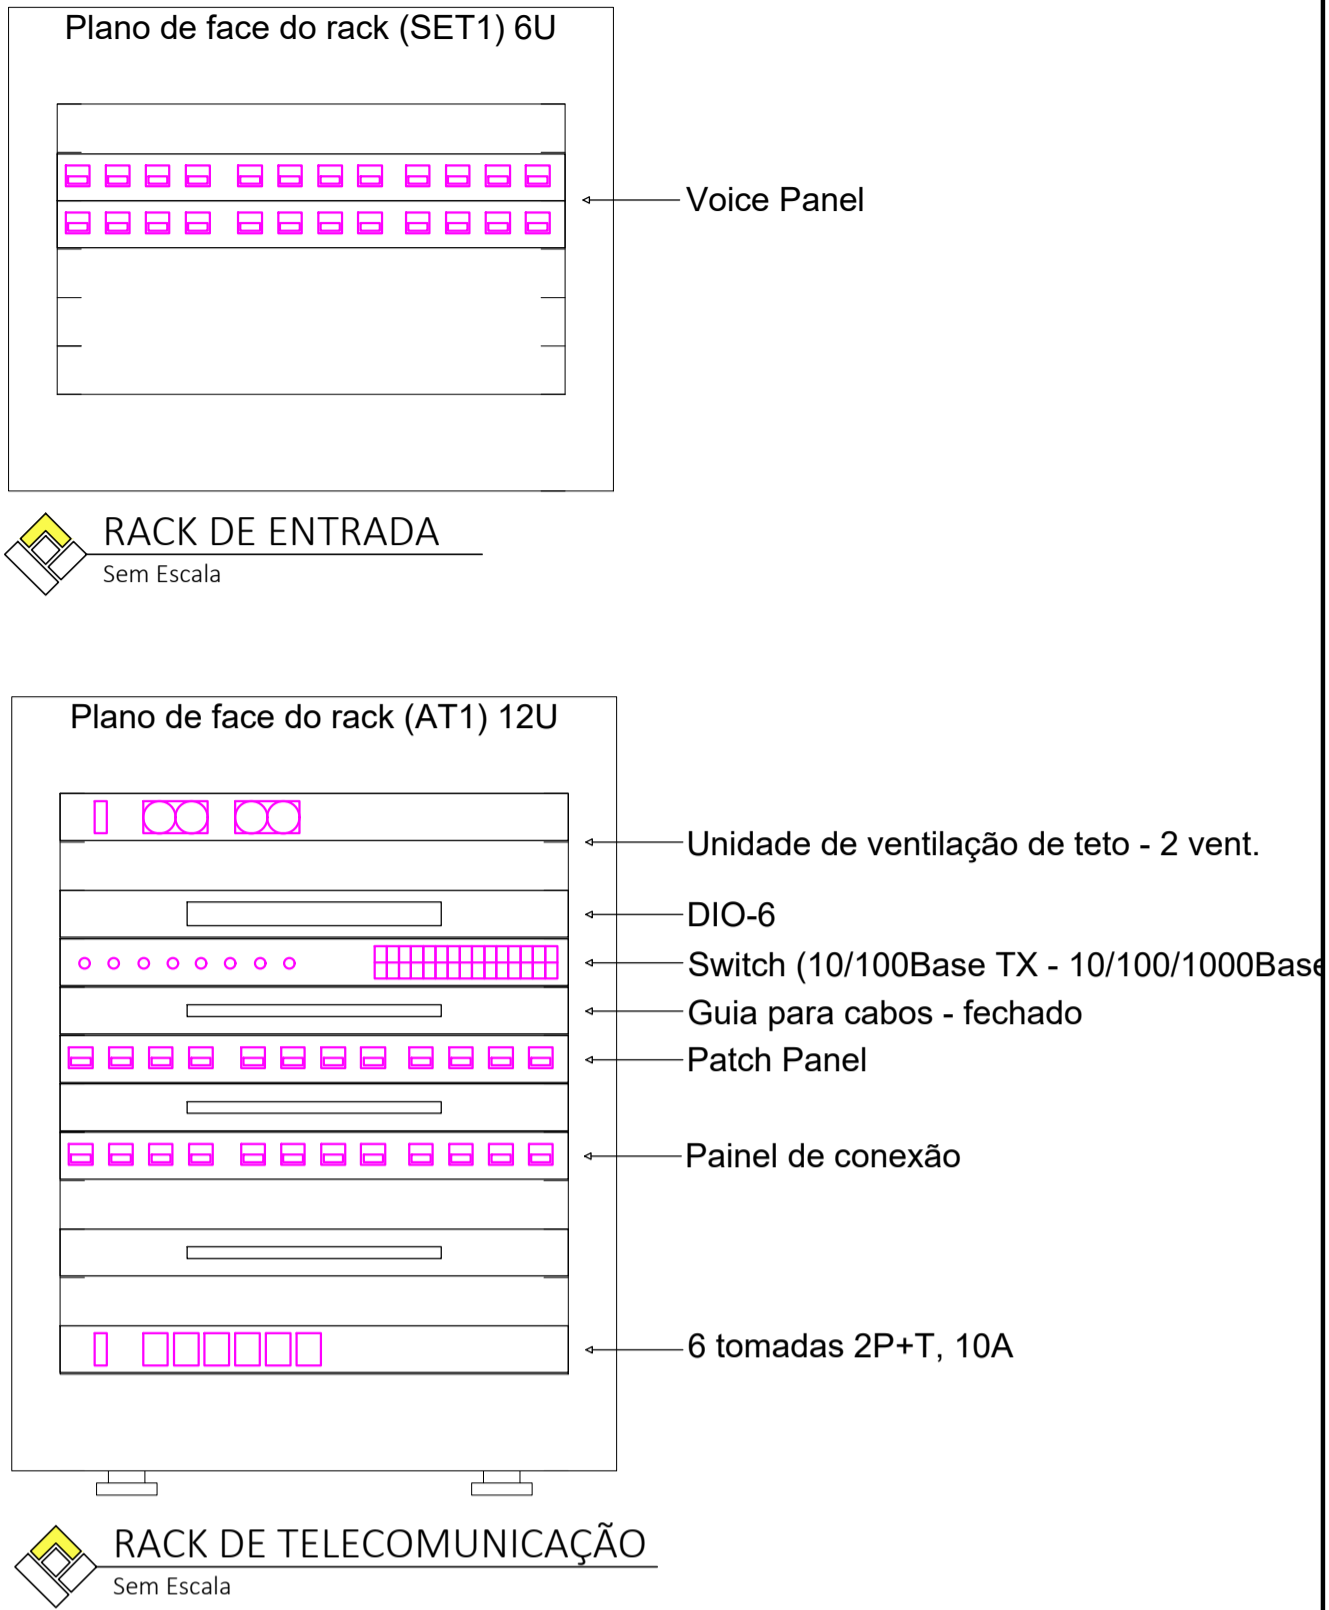 Plano de face do rack (SET1) 6U
Voice Panel
RACK DE ENTRADA
Sem Escala
Plano de face do rack (AT1) 12U
Unidade de ventilação de teto - 2 vent.
DIO-6
Switch (10/100Base TX - 10/100/1000Base
Guia para cabos - fechado
Patch Panel
Painel de conexão
6 tomadas 2P+T, 10A
RACK DE TELECOMUNICAÇÃO
Sem Escala